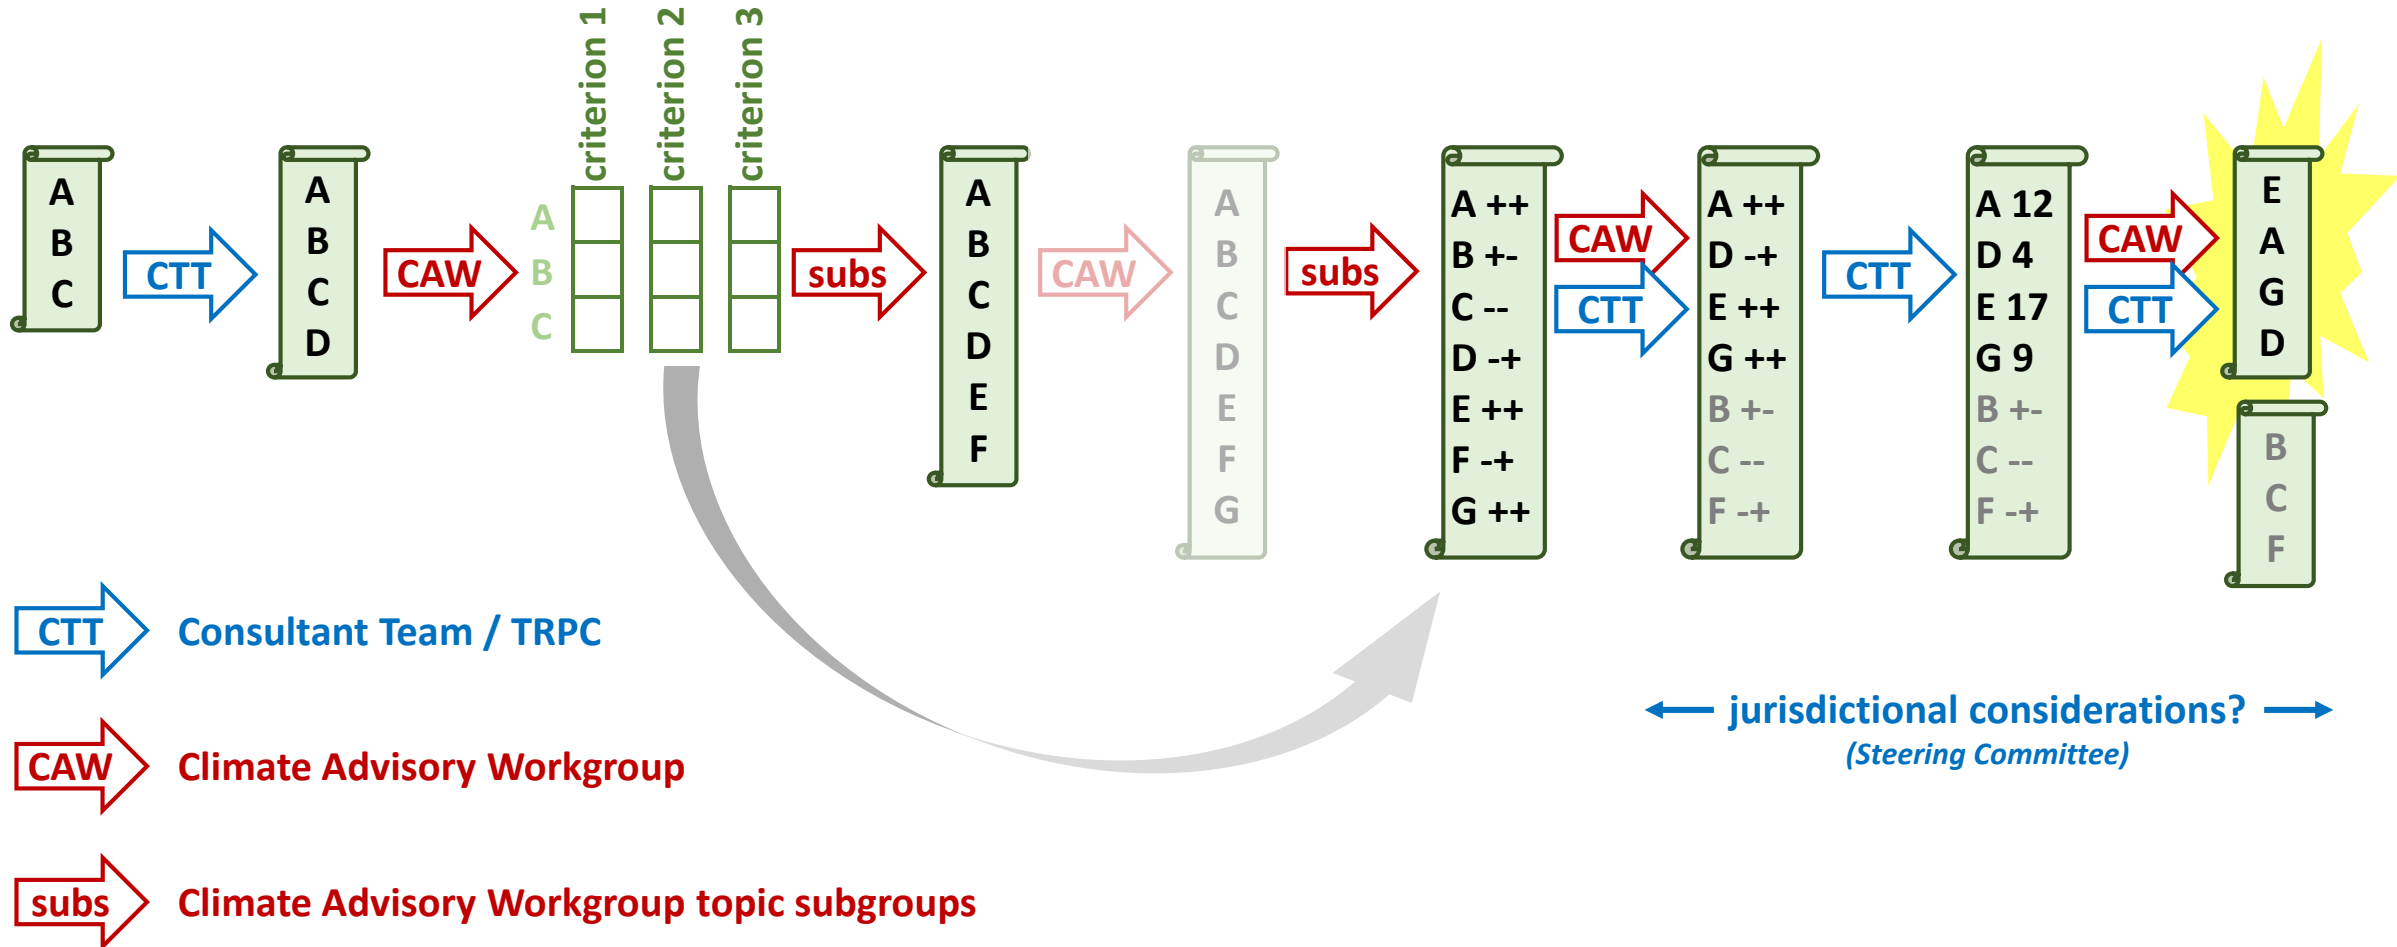 A
B
C
CTT
A
B
C
D
CAW
criterion 1
criterion 2
criterion 3
A
B
C
subs
A
B
C
D
E
F
CAW
A
B
C
D
E
F
G
subs
A ++
B +-
C --
D -+
E ++
F -+
G ++
CAW
CTT
A ++
D -+
E ++
G ++
B +-
C --
F -+
CTT
A 12
D 4
E 17
G 9
B +-
C --
F -+
CAW
CTT
E
A
G
D
B
C
F
CTT Consultant Team / TRPC
CAW Climate Advisory Workgroup
subs Climate Advisory Workgroup topic subgroups
jurisdictional considerations?
(Steering Committee)